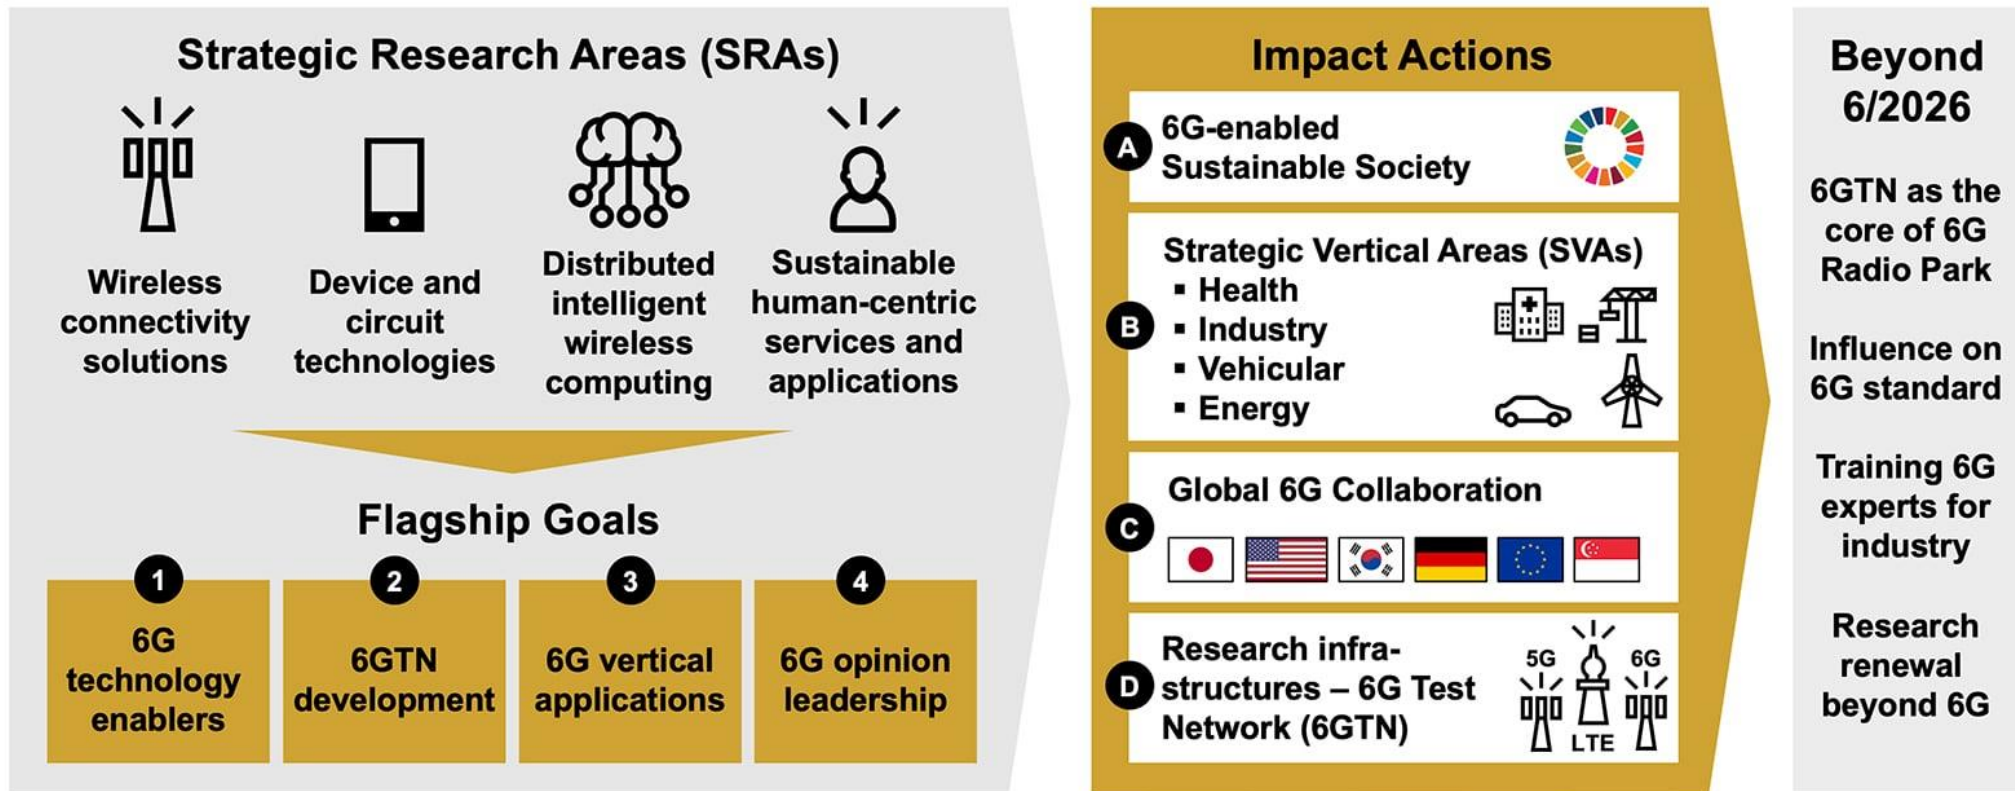 Strategic Research Areas (SRAs)
Wireless
connectivity
solutions
Device and
circuit
technologies
Distributed
intelligent
wireless
computing
Sustainable
human-centric
services and
applications
Flagship Goals
1
6G
technology
enablers
2
6GTN
development
3
6G vertical
applications
4
6G opinion
leadership
Impact Actions
A
6G-enabled
Sustainable Society
B
Strategic Vertical Areas (SVAs)
▪ Health
▪ Industry
▪ Vehicular
▪ Energy
C
Global 6G Collaboration
D
Research infra-
structures – 6G Test
Network (6GTN)
5G
6G
LTE
Beyond
6/2026
6GTN as the
core of 6G
Radio Park
Influence on
6G standard
Training 6G
experts for
industry
Research
renewal
beyond 6G